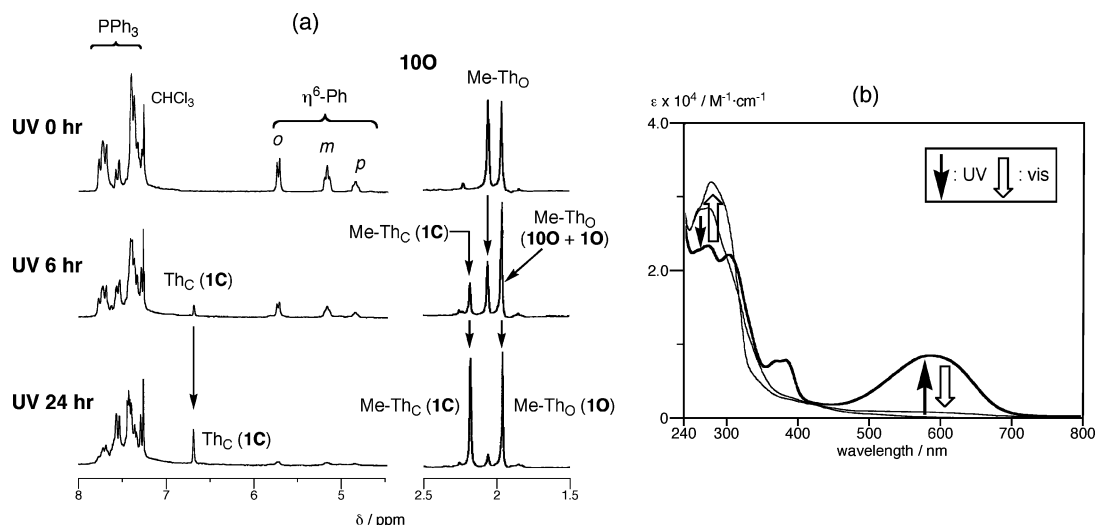 (a)
PPh3
10O
Me-ThO
CHCl3
η6-Ph
UV 0 hr
o
m
p
Me-ThO
(10O + 1O)
Me-ThC (1C)
UV 6 hr
ThC (1C)
UV 24 hr
Me-ThC (1C)
Me-ThO (1O)
ThC (1C)
8
7
6
5
2.5
2
1.5
δ / ppm
(b)
ε x 10⁴ / M⁻¹·cm⁻¹
4.0
: UV
: vis
2.0
0
240
300
400
500
600
700
800
wavelength / nm